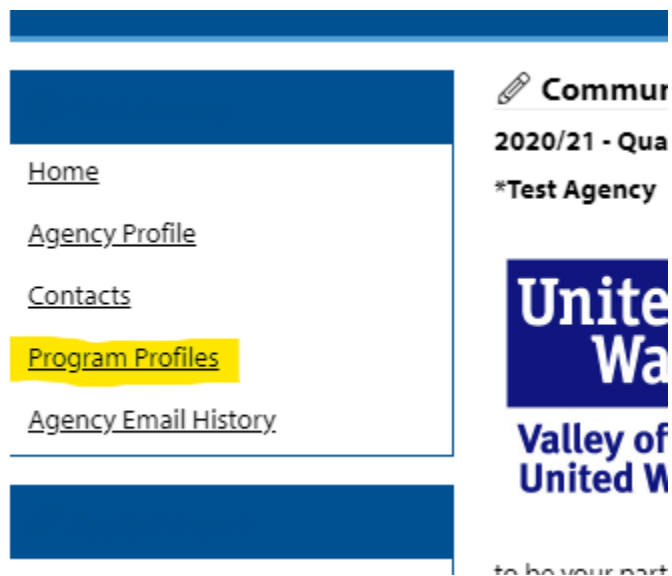 Home
Agency Profile
Contacts
Program Profiles
Agency Email History
Commun
2020/21 - Qua
*Test Agency
Unite
Wa
Valley of
United W
to be your part